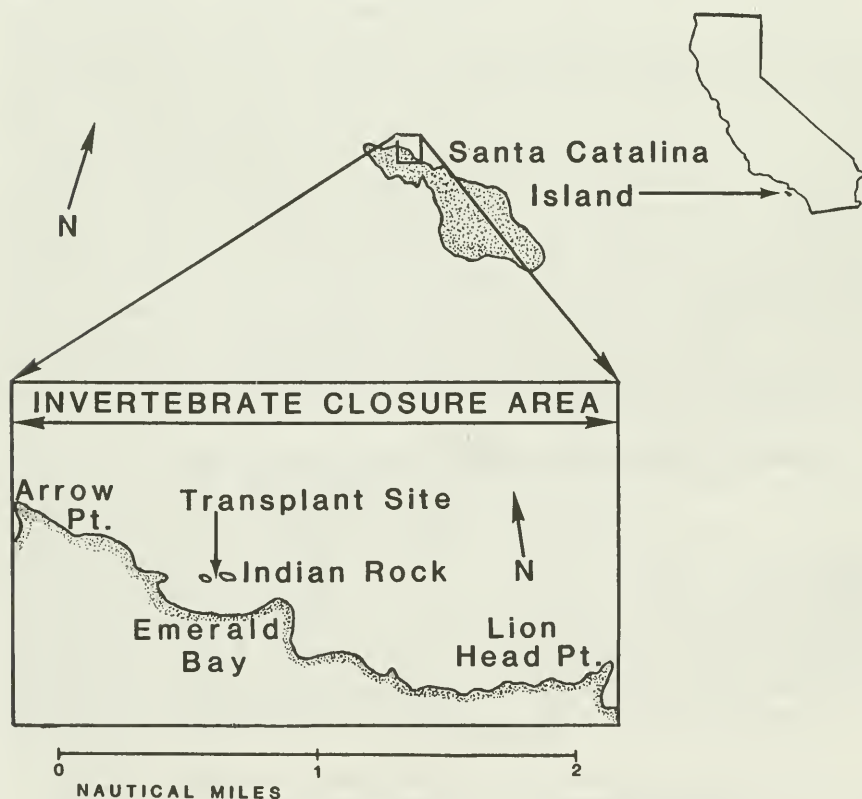 Santa Catalina
Island
N
INVERTEBRATE CLOSURE AREA
Arrow
Pt.
Transplant Site
Indian Rock
N
Emerald
Bay
Lion
Head Pt.
0 1 2
NAUTICAL MILES